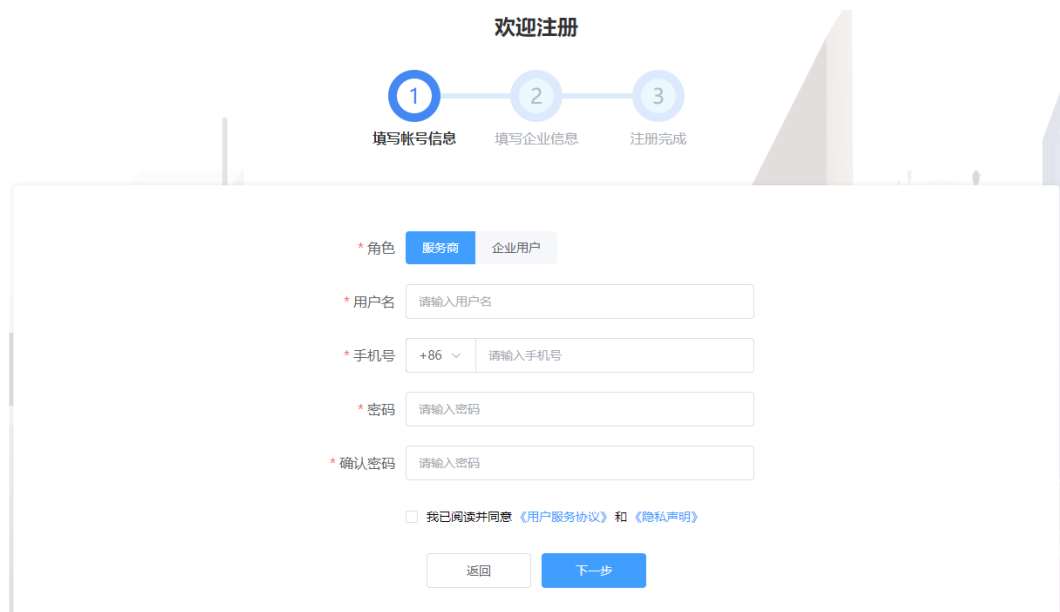 欢迎注册
1 2 3
填写帐号信息 填写企业信息 注册完成
* 角色 服务商 企业用户
* 用户名 请输入用户名
* 手机号 +86 请输入手机号
* 密码 请输入密码
* 确认密码 请输入密码
我已阅读并同意《用户服务协议》和《隐私声明》
返回 下一步